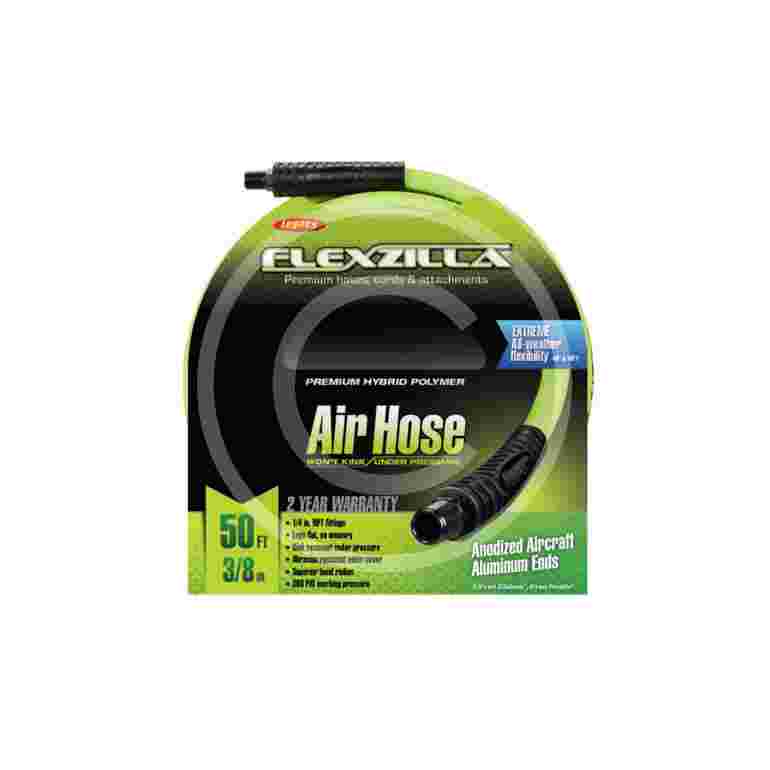 Legacy
FLEXZILLA
Premium hoses, cords & attachments
EXTREME
All-weather
flexibility
PREMIUM HYBRID POLYMER
Air Hose
WON'T KINK UNDER PRESSURE
2 YEAR WARRANTY
50 FT
3/8 in.
• 1/4 in. NPT fittings
• Lays flat, no memory
• Kink resistant under pressure
• Abrasion resistant outer cover
• Superior bend radius
• 300 PSI working pressure
Anodized Aircraft
Aluminum Ends